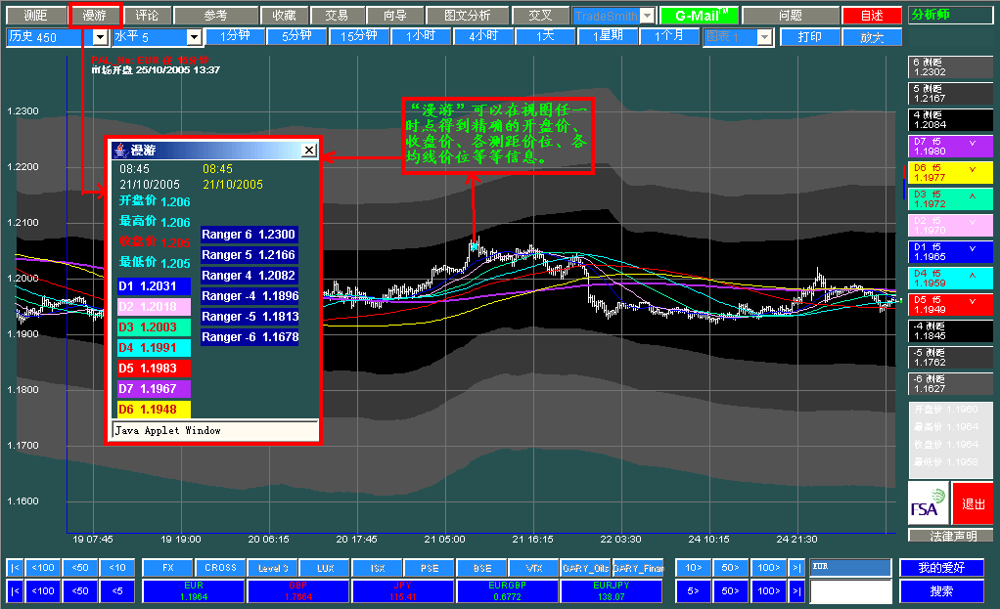 测距 漫游 评论 参考 收藏 交易 向导 图文分析 交叉 TradeSmith G-Mail™ 问题 自述 分析师
历史 450 水平 5 1分钟 5分钟 15分钟 1小时 4小时 1天 1星期 1个月 图表 1 打印 放大
市场开盘 25/10/2005 13:37
1.2300
1.2200
1.2100
1.2000
1.1900
1.1800
1.1700
1.1600
“漫游”可以在视图任一
时点得到精确的开盘价、
收盘价、各测距价位、各
均线价位等等信息。
漫游
08:45 08:45
21/10/2005 21/10/2005
开盘价 1.206
最高价 1.206
收盘价 1.205
最低价 1.205
D1 1.2031
D2 1.2018
D3 1.2003
D4 1.1991
D5 1.1983
D7 1.1967
D6 1.1948
Ranger 6 1.2300
Ranger 5 1.2166
Ranger 4 1.2082
Ranger -4 1.1896
Ranger -5 1.1813
Ranger -6 1.1678
Java Applet Window
6 测距
1.2302
5 测距
1.2167
4 测距
1.2084
D7 f5
1.1980
D6 f5
1.1977
D3 f5
1.1972
D2 f5
1.1970
D1 f5
1.1965
D4 f5
1.1959
D5 f5
1.1949
-4 测距
1.1845
-5 测距
1.1762
-6 测距
1.1627
开盘价 1.1960
最高价 1.1964
收盘价 1.1964
最低价 1.1959
FSA 退出
法律声明
19 07:45 19 19:00 20 06:15 20 17:45 21 05:00 21 16:15 22 03:30 24 10:15 24 21:30
|< <100 <50 <10 FX CROSS Level 3 LUX ISX PSE BSE VIX GARY_Oils GARY_Finan 10> 50> 100> >| EUR 我的爱好
|< <100 <50 <5 EUR GBP JPY EURGBP EURJPY 5> 50> 100> >| 搜索
1.1964 1.7664 115.41 0.6772 138.07